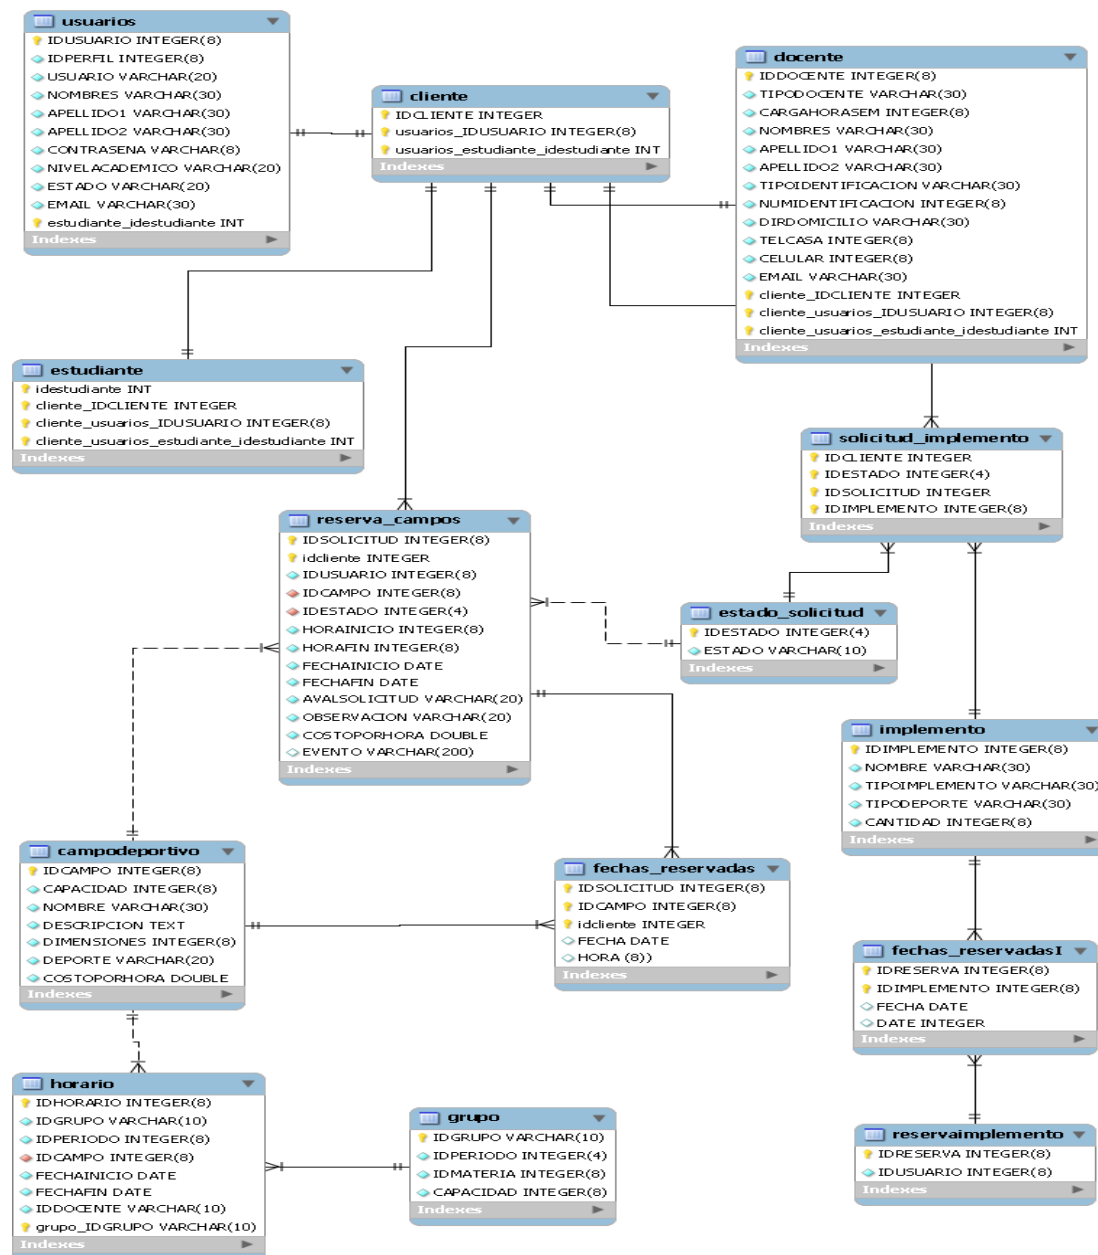 usuarios
IDUSUARIO INTEGER(8)
IDPERFIL INTEGER(8)
USUARIO VARCHAR(20)
NOMBRES VARCHAR(30)
APELLIDO1 VARCHAR(30)
APELLIDO2 VARCHAR(30)
CONTRASENA VARCHAR(8)
NIVELACADEMICO VARCHAR(20)
ESTADO VARCHAR(20)
EMAIL VARCHAR(30)
estudiante_idestudiante INT
Indexes
cliente
IDCLIENTE INTEGER
usuarios_IDUSUARIO INTEGER(8)
usuarios_estudiante_idestudiante INT
Indexes
docente
IDDOCENTE INTEGER(8)
TIPODOCENTE VARCHAR(30)
CARGAHORASEM INTEGER(8)
NOMBRES VARCHAR(30)
APELLIDO1 VARCHAR(30)
APELLIDO2 VARCHAR(30)
TIPOIDENTIFICACION VARCHAR(30)
NUMIDENTIFICACION INTEGER(8)
DIRDOMICILIO VARCHAR(30)
TELCASA INTEGER(8)
CELULAR INTEGER(8)
EMAIL VARCHAR(30)
cliente_IDCLIENTE INTEGER
cliente_usuarios_IDUSUARIO INTEGER(8)
cliente_usuarios_estudiante_idestudiante INT
Indexes
estudiante
idestudiante INT
cliente_IDCLIENTE INTEGER
cliente_usuarios_IDUSUARIO INTEGER(8)
cliente_usuarios_estudiante_idestudiante INT
Indexes
solicitud_implemento
IDCLIENTE INTEGER
IDESTADO INTEGER(4)
IDSOLICITUD INTEGER
IDIMPLEMENTO INTEGER(8)
Indexes
reserva_campos
IDSOLICITUD INTEGER(8)
idcliente INTEGER
IDUSUARIO INTEGER(8)
IDCAMPO INTEGER(8)
IDESTADO INTEGER(4)
HORAINICIO INTEGER(8)
HORAFIN INTEGER(8)
FECHAINICIO DATE
FECHAFIN DATE
AVALSOLICITUD VARCHAR(20)
OBSERVACION VARCHAR(20)
COSTOPORHORA DOUBLE
EVENTO VARCHAR(200)
Indexes
estado_solicitud
IDESTADO INTEGER(4)
ESTADO VARCHAR(10)
Indexes
implemento
IDIMPLEMENTO INTEGER(8)
NOMBRE VARCHAR(30)
TIPOIMPLEMENTO VARCHAR(30)
TIPODEPORTE VARCHAR(30)
CANTIDAD INTEGER(8)
Indexes
campodeportivo
IDCAMPO INTEGER(8)
CAPACIDAD INTEGER(8)
NOMBRE VARCHAR(30)
DESCRIPCION TEXT
DIMENSIONES INTEGER(8)
DEPORTE VARCHAR(20)
COSTOPORHORA DOUBLE
Indexes
fechas_reservadas
IDSOLICITUD INTEGER(8)
IDCAMPO INTEGER(8)
idcliente INTEGER
FECHA DATE
HORA (8))
Indexes
fechas_reservadasI
IDRESERVA INTEGER(8)
IDIMPLEMENTO INTEGER(8)
FECHA DATE
DATE INTEGER
Indexes
horario
IDHORARIO INTEGER(8)
IDGRUPO VARCHAR(10)
IDPERIODO INTEGER(8)
IDCAMPO INTEGER(8)
FECHAINICIO DATE
FECHAFIN DATE
IDDOCENTE VARCHAR(10)
grupo_IDGRUPO VARCHAR(10)
Indexes
grupo
IDGRUPO VARCHAR(10)
IDPERIODO INTEGER(4)
IDMATERIA INTEGER(8)
CAPACIDAD INTEGER(8)
Indexes
reservaimplemento
IDRESERVA INTEGER(8)
IDUSUARIO INTEGER(8)
Indexes